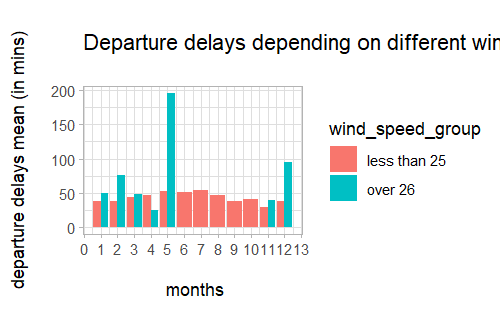 Departure delays depending on different win
departure delays mean (in mins)
200
150
100
50
0
0 1 2 3 4 5 6 7 8 9 10 11 12 13
months
wind_speed_group
less than 25
over 26